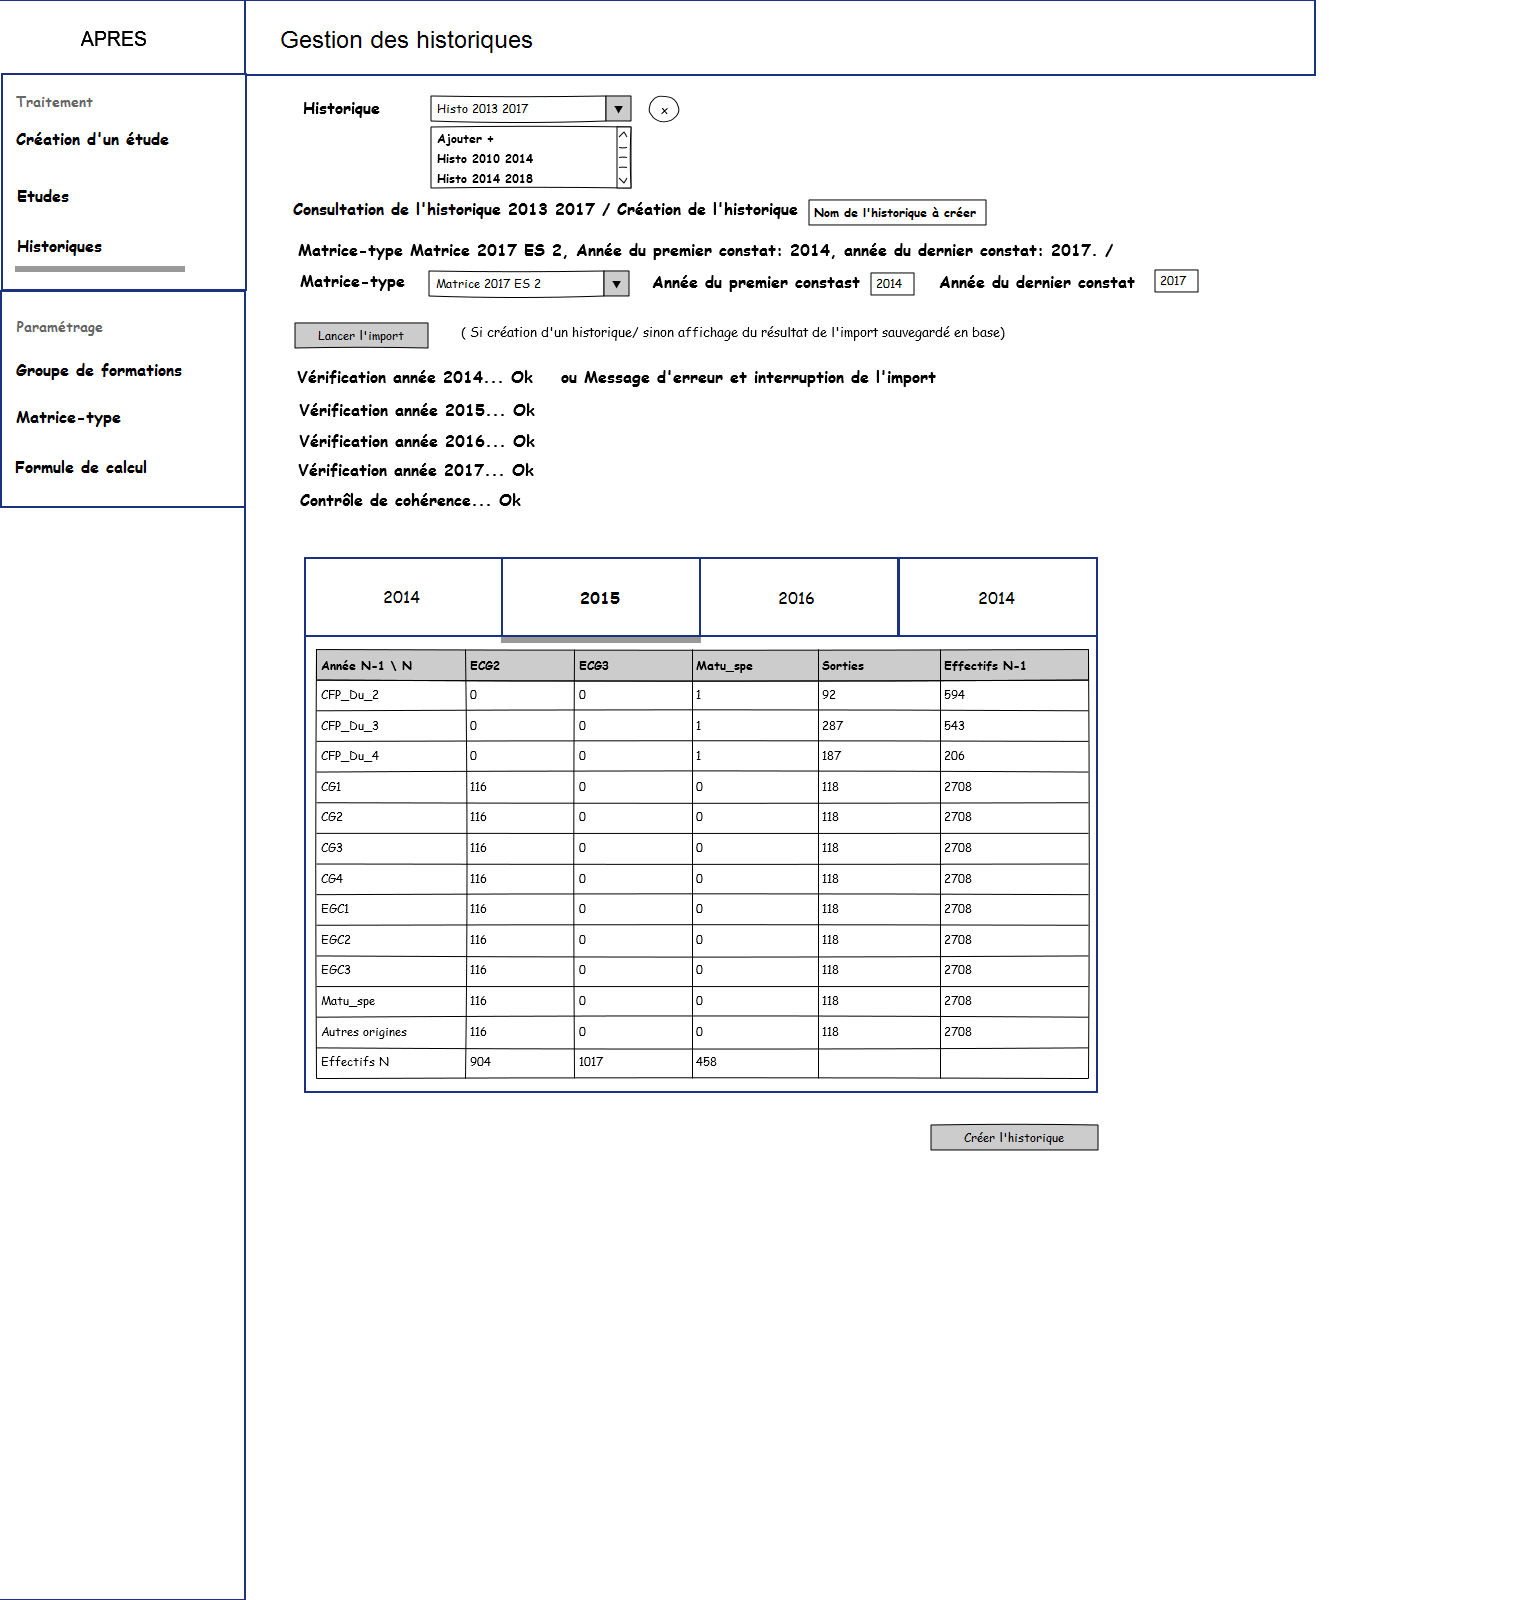 APRES
Gestion des historiques
Traitement
Création d'un étude
Etudes
Historiques
Paramétrage
Groupe de formations
Matrice-type
Formule de calcul
Historique Histo 2013 2017 x
Ajouter +
Histo 2010 2014
Histo 2014 2018
Consultation de l'historique 2013 2017 / Création de l'historique Nom de l'historique à créer
Matrice-type Matrice 2017 ES 2, Année du premier constat: 2014, année du dernier constat: 2017. /
Matrice-type Matrice 2017 ES 2 Année du premier constast 2014 Année du dernier constat 2017
Lancer l'import ( Si création d'un historique/ sinon affichage du résultat de l'import sauvegardé en base)
Vérification année 2014... Ok ou Message d'erreur et interruption de l'import
Vérification année 2015... Ok
Vérification année 2016... Ok
Vérification année 2017... Ok
Contrôle de cohérence... Ok
2014 2015 2016 2014
Année N-1 \ N ECG2 ECG3 Matu_spe Sorties Effectifs N-1
CFP_Du_2 0 0 1 92 594
CFP_Du_3 0 0 1 287 543
CFP_Du_4 0 0 1 187 206
CG1 116 0 0 118 2708
CG2 116 0 0 118 2708
CG3 116 0 0 118 2708
CG4 116 0 0 118 2708
EGC1 116 0 0 118 2708
EGC2 116 0 0 118 2708
EGC3 116 0 0 118 2708
Matu_spe 116 0 0 118 2708
Autres origines 116 0 0 118 2708
Effectifs N 904 1017 458
Créer l'historique